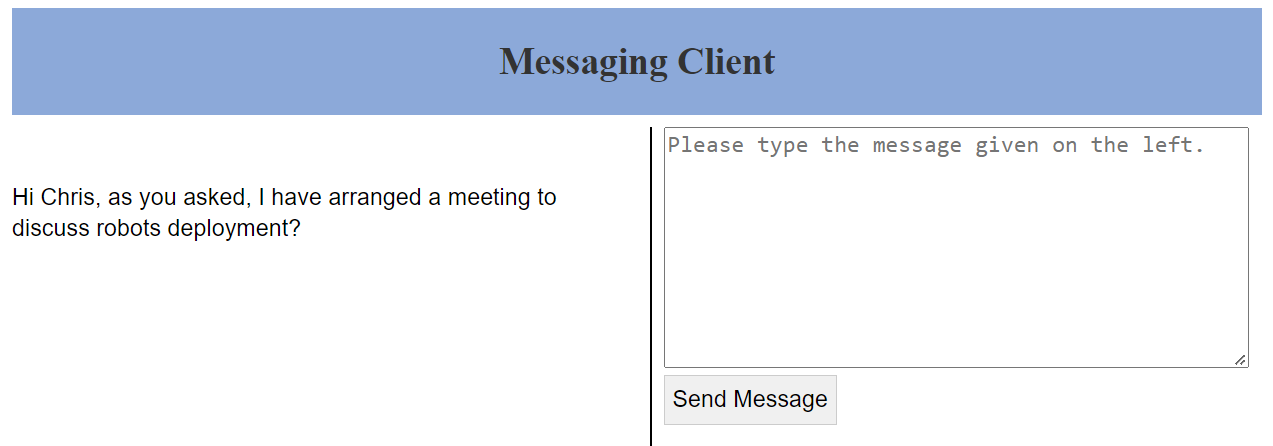 Messaging Client
Please type the message given on the left.
Hi Chris, as you asked, I have arranged a meeting to
discuss robots deployment?
Send Message